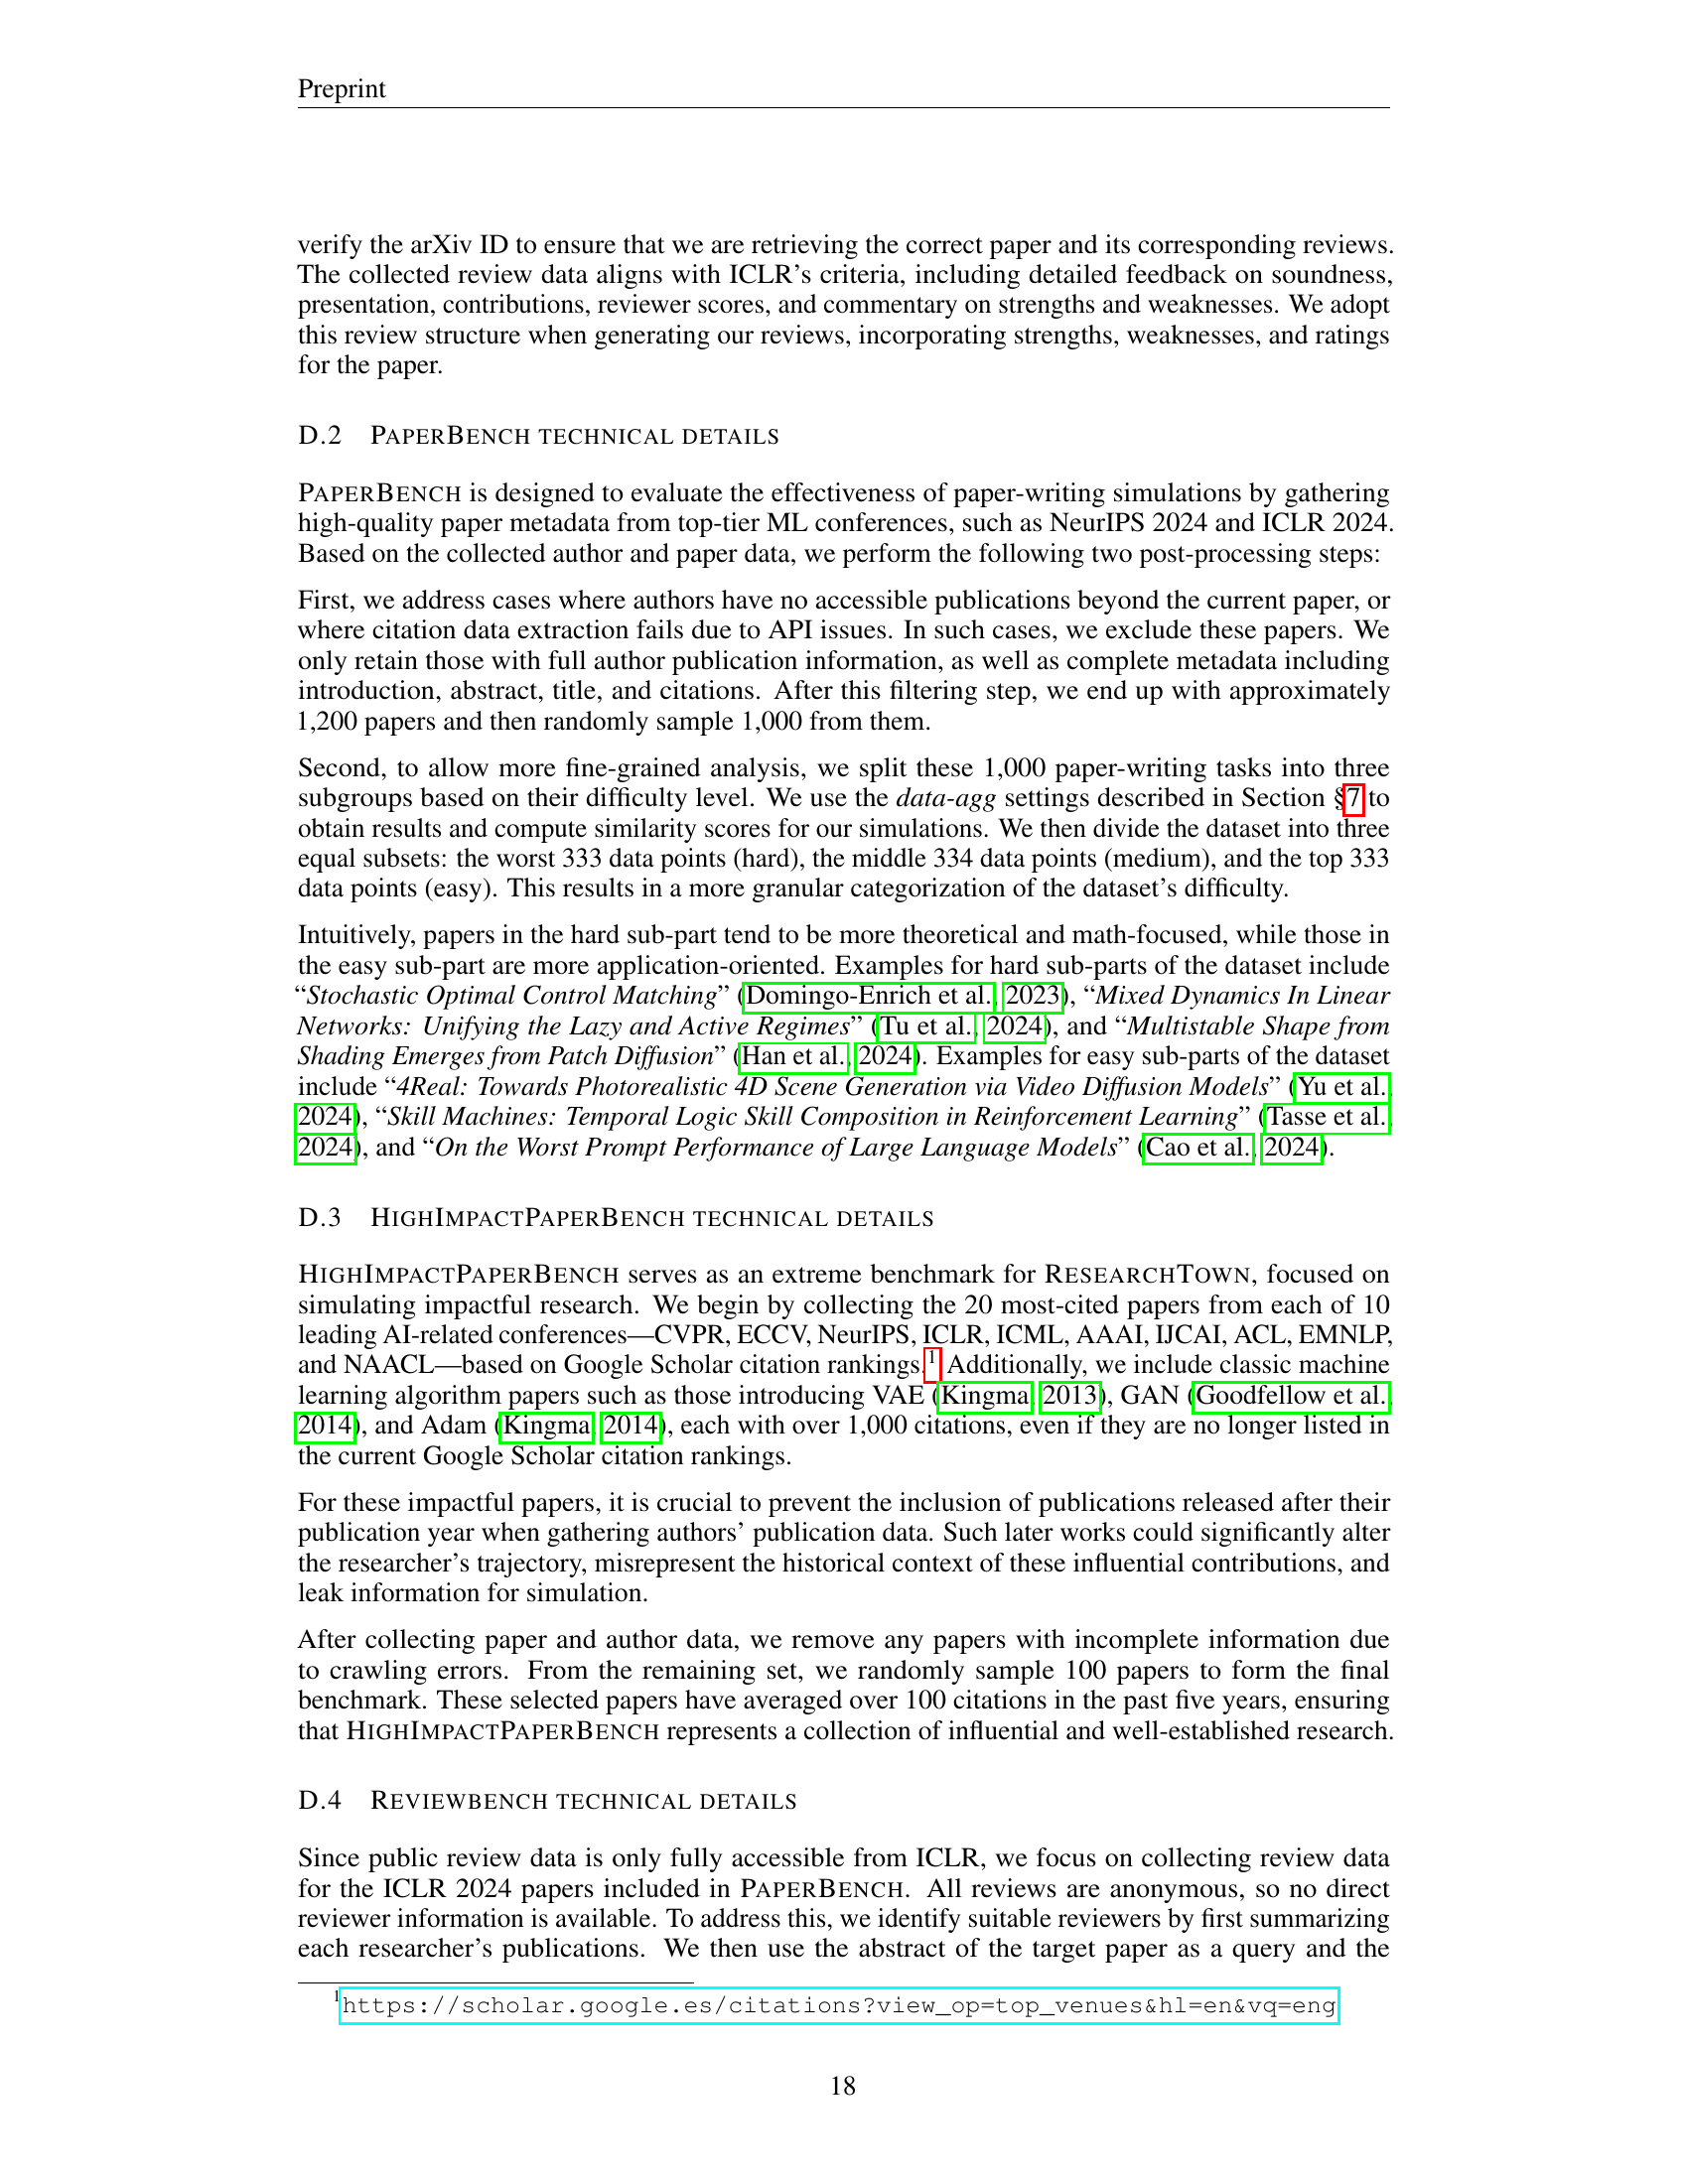 Preprint
verify the arXiv ID to ensure that we are retrieving the correct paper and its corresponding reviews.
The collected review data aligns with ICLR's criteria, including detailed feedback on soundness,
presentation, contributions, reviewer scores, and commentary on strengths and weaknesses. We adopt
this review structure when generating our reviews, incorporating strengths, weaknesses, and ratings
for the paper.
D.2 PAPERBENCH TECHNICAL DETAILS
PAPERBENCH is designed to evaluate the effectiveness of paper-writing simulations by gathering
high-quality paper metadata from top-tier ML conferences, such as NeurIPS 2024 and ICLR 2024.
Based on the collected author and paper data, we perform the following two post-processing steps:
First, we address cases where authors have no accessible publications beyond the current paper, or
where citation data extraction fails due to API issues. In such cases, we exclude these papers. We
only retain those with full author publication information, as well as complete metadata including
introduction, abstract, title, and citations. After this filtering step, we end up with approximately
1,200 papers and then randomly sample 1,000 from them.
Second, to allow more fine-grained analysis, we split these 1,000 paper-writing tasks into three
subgroups based on their difficulty level. We use the data-agg settings described in Section §7 to
obtain results and compute similarity scores for our simulations. We then divide the dataset into three
equal subsets: the worst 333 data points (hard), the middle 334 data points (medium), and the top 333
data points (easy). This results in a more granular categorization of the dataset's difficulty.
Intuitively, papers in the hard sub-part tend to be more theoretical and math-focused, while those in
the easy sub-part are more application-oriented. Examples for hard sub-parts of the dataset include
“Stochastic Optimal Control Matching” (Domingo-Enrich et al., 2023), “Mixed Dynamics In Linear
Networks: Unifying the Lazy and Active Regimes” (Tu et al., 2024), and “Multistable Shape from
Shading Emerges from Patch Diffusion” (Han et al., 2024). Examples for easy sub-parts of the dataset
include “4Real: Towards Photorealistic 4D Scene Generation via Video Diffusion Models” (Yu et al.,
2024), “Skill Machines: Temporal Logic Skill Composition in Reinforcement Learning” (Tasse et al.,
2024), and “On the Worst Prompt Performance of Large Language Models” (Cao et al., 2024).
D.3 HIGHIMPACTPAPERBENCH TECHNICAL DETAILS
HIGHIMPACTPAPERBENCH serves as an extreme benchmark for RESEARCHTOWN, focused on
simulating impactful research. We begin by collecting the 20 most-cited papers from each of 10
leading AI-related conferences—CVPR, ECCV, NeurIPS, ICLR, ICML, AAAI, IJCAI, ACL, EMNLP,
and NAACL—based on Google Scholar citation rankings.1 Additionally, we include classic machine
learning algorithm papers such as those introducing VAE (Kingma, 2013), GAN (Goodfellow et al.,
2014), and Adam (Kingma, 2014), each with over 1,000 citations, even if they are no longer listed in
the current Google Scholar citation rankings.
For these impactful papers, it is crucial to prevent the inclusion of publications released after their
publication year when gathering authors' publication data. Such later works could significantly alter
the researcher's trajectory, misrepresent the historical context of these influential contributions, and
leak information for simulation.
After collecting paper and author data, we remove any papers with incomplete information due
to crawling errors. From the remaining set, we randomly sample 100 papers to form the final
benchmark. These selected papers have averaged over 100 citations in the past five years, ensuring
that HIGHIMPACTPAPERBENCH represents a collection of influential and well-established research.
D.4 REVIEWBENCH TECHNICAL DETAILS
Since public review data is only fully accessible from ICLR, we focus on collecting review data
for the ICLR 2024 papers included in PAPERBENCH. All reviews are anonymous, so no direct
reviewer information is available. To address this, we identify suitable reviewers by first summarizing
each researcher's publications. We then use the abstract of the target paper as a query and the
1https://scholar.google.es/citations?view_op=top_venues&hl=en&vq=eng
18